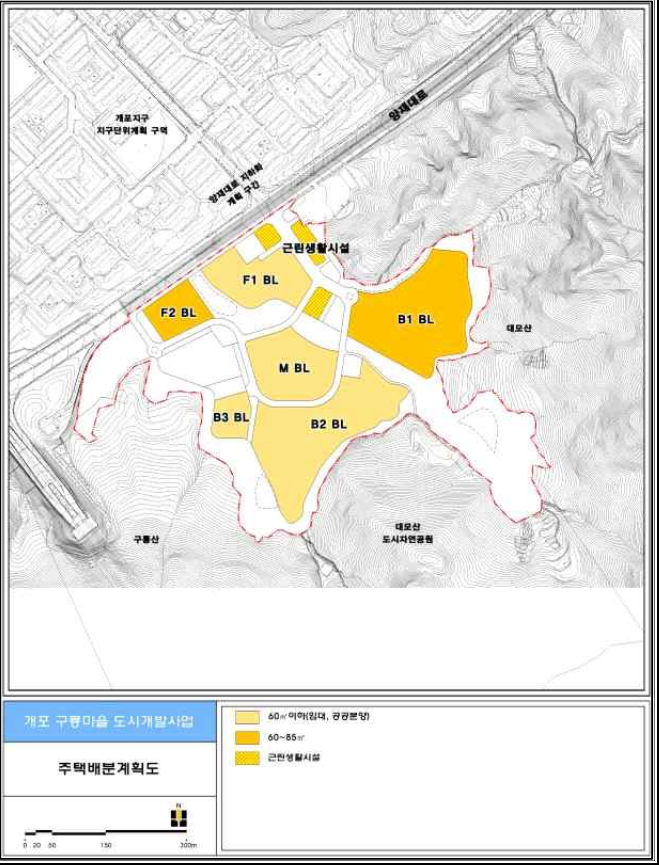 개포지구
지구단위계획 구역
양재대로
양재대로 지하화
계획 구간
근린생활시설
F1 BL
F2 BL
B1 BL
대모산
M BL
B3 BL
B2 BL
구룡산
대모산
도시자연공원
개포 구룡마을 도시개발사업
주택배분계획도
N
0 20 50 150 300m
60㎡이하(임대, 공공분양)
60~85㎡
근린생활시설